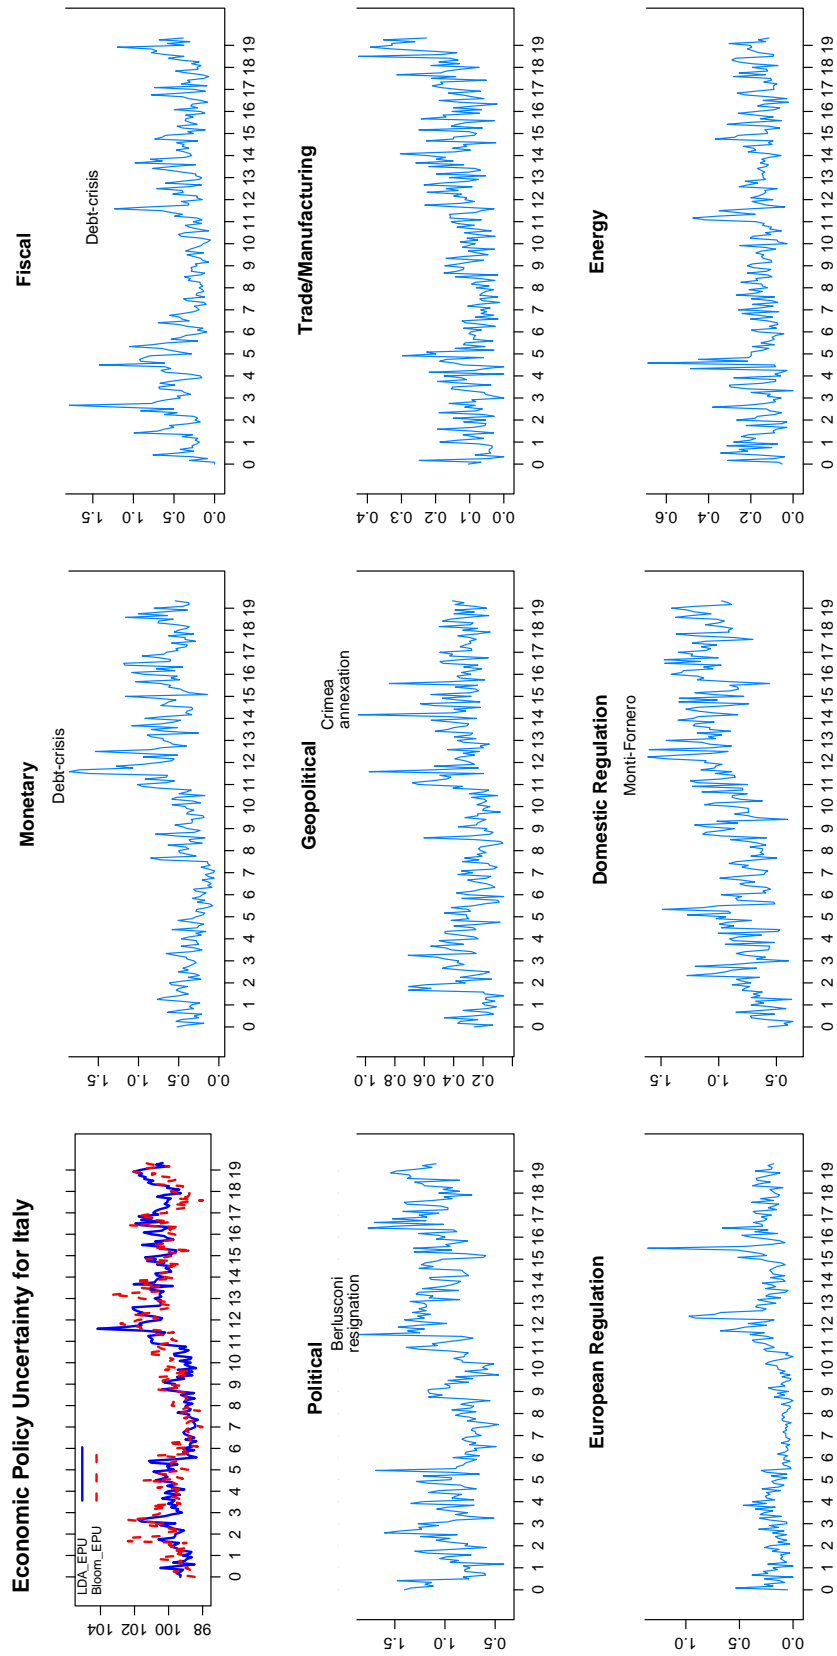 Economic Policy Uncertainty for Italy
LDA_EPU
Bloom_EPU
104
102
100
98
0 1 2 3 4 5 6 7 8 9 10 11 12 13 14 15 16 17 18 19
Monetary
Debt-crisis
1.5
1.0
0.5
0.0
0 1 2 3 4 5 6 7 8 9 10 11 12 13 14 15 16 17 18 19
Fiscal
Debt-crisis
1.5
1.0
0.5
0.0
0 1 2 3 4 5 6 7 8 9 10 11 12 13 14 15 16 17 18 19
Political
Berlusconi
resignation
1.5
1.0
0.5
0 1 2 3 4 5 6 7 8 9 10 11 12 13 14 15 16 17 18 19
Geopolitical
Crimea
annexation
1.0
0.8
0.6
0.4
0.2
0 1 2 3 4 5 6 7 8 9 10 11 12 13 14 15 16 17 18 19
Trade/Manufacturing
0.4
0.3
0.2
0.1
0.0
0 1 2 3 4 5 6 7 8 9 10 11 12 13 14 15 16 17 18 19
European Regulation
1.0
0.5
0.0
0 1 2 3 4 5 6 7 8 9 10 11 12 13 14 15 16 17 18 19
Domestic Regulation
Monti-Fornero
1.5
1.0
0.5
0 1 2 3 4 5 6 7 8 9 10 11 12 13 14 15 16 17 18 19
Energy
0.6
0.4
0.2
0.0
0 1 2 3 4 5 6 7 8 9 10 11 12 13 14 15 16 17 18 19